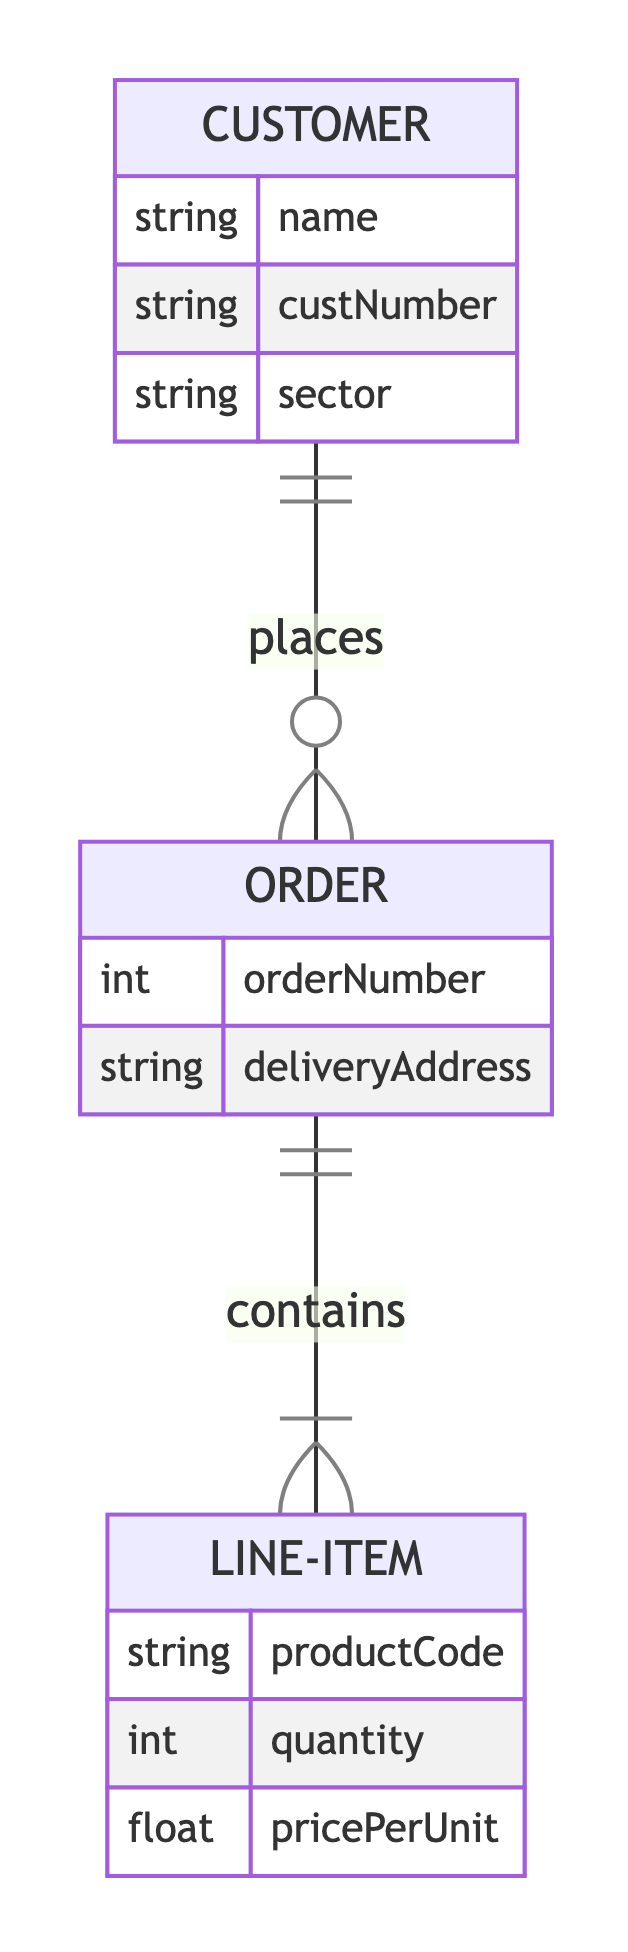 CUSTOMER
string name
string custNumber
string sector
places
ORDER
int orderNumber
string deliveryAddress
contains
LINE-ITEM
string productCode
int quantity
float pricePerUnit